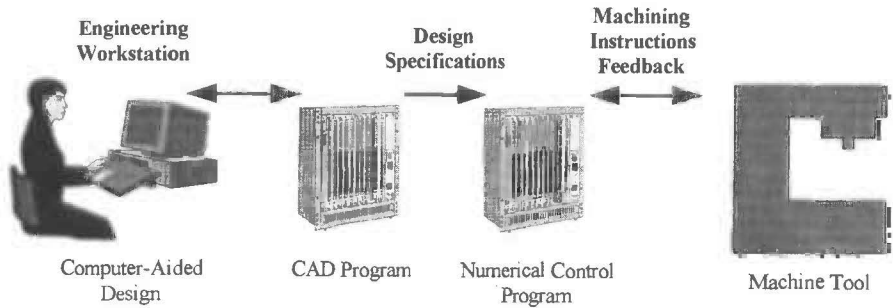 Engineering
Workstation
Design
Specifications
Machining
Instructions
Feedback
Computer-Aided
Design
CAD Program
Numerical Control
Program
Machine Tool